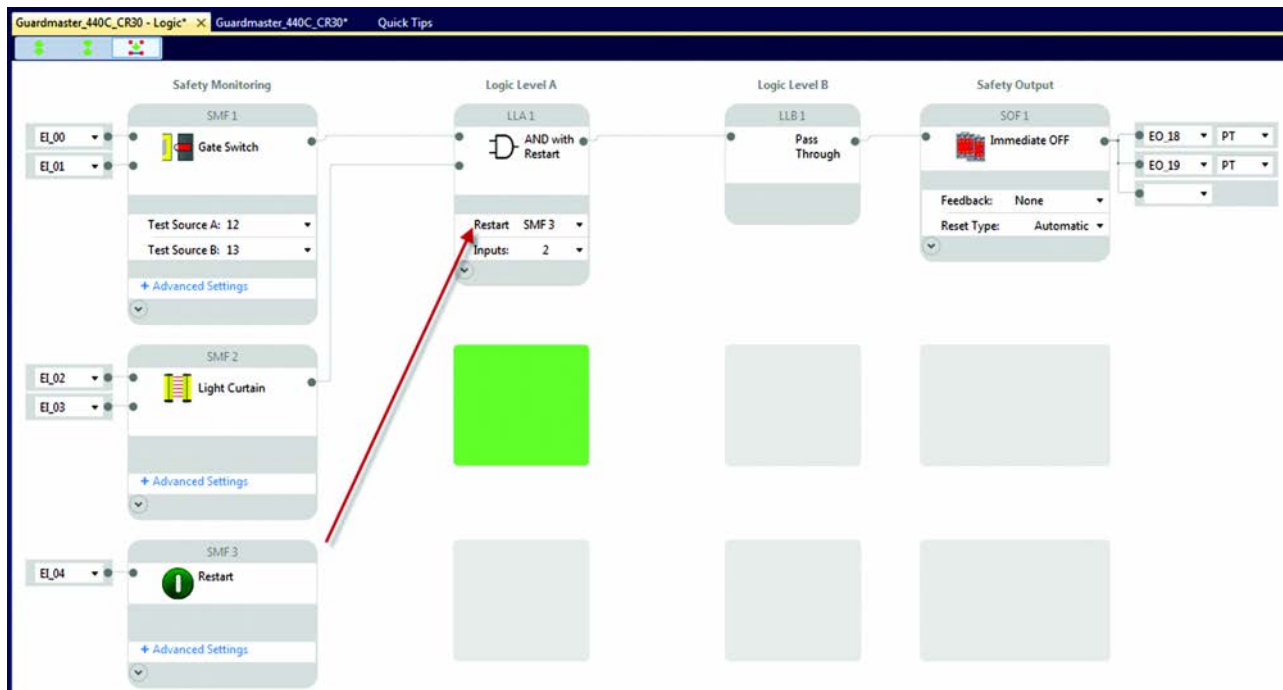 Guardmaster_440C_CR30 - Logic* Guardmaster_440C_CR30* Quick Tips
Safety Monitoring Logic Level A Logic Level B Safety Output
SMF 1
EI_00
EI_01
Gate Switch
Test Source A: 12
Test Source B: 13
+ Advanced Settings
LLA 1
AND with
Restart
Restart SMF 3
Inputs: 2
LLB 1
Pass
Through
SOF 1
Immediate OFF
Feedback: None
Reset Type: Automatic
EO_18 PT
EO_19 PT
SMF 2
EI_02
EI_03
Light Curtain
+ Advanced Settings
SMF 3
EI_04
Restart
+ Advanced Settings